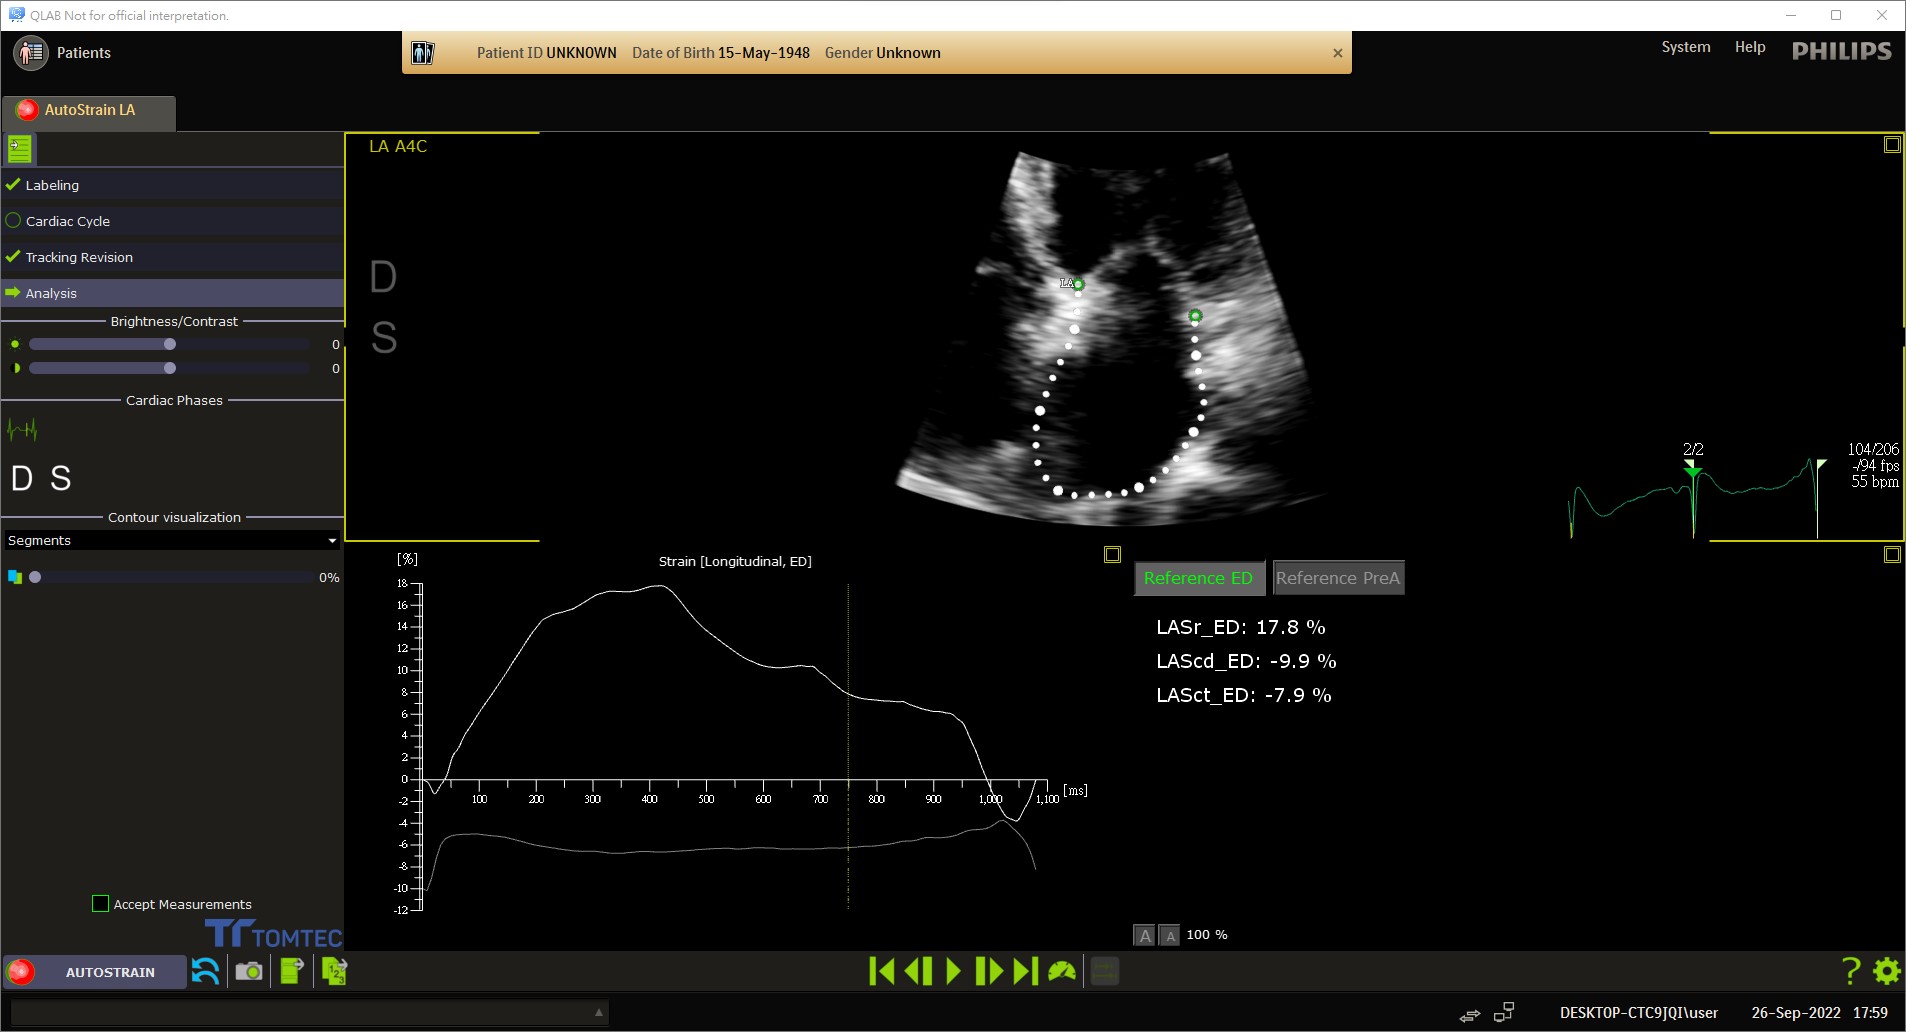 QLAB Not for official interpretation.
Patients
Patient ID UNKNOWN Date of Birth 15-May-1948 Gender Unknown
System Help PHILIPS
AutoStrain LA
Labeling
Cardiac Cycle
Tracking Revision
Analysis
Brightness/Contrast
0
0
Cardiac Phases
D S
Contour visualization
Segments
0%
Accept Measurements
TOMTEC
LA A4C
D
S
LA
2/2
104/206
-/94 fps
55 bpm
[%]
Strain [Longitudinal, ED]
18
16
14
12
10
8
6
4
2
0
-2
-4
-6
-8
-10
-12
100 200 300 400 500 600 700 800 900 1,000 1,100 [ms]
Reference ED Reference PreA
LASr_ED: 17.8 %
LAScd_ED: -9.9 %
LASct_ED: -7.9 %
A A 100 %
AUTOSTRAIN
1 2 3
?
DESKTOP-CTC9JQI\user 26-Sep-2022 17:59